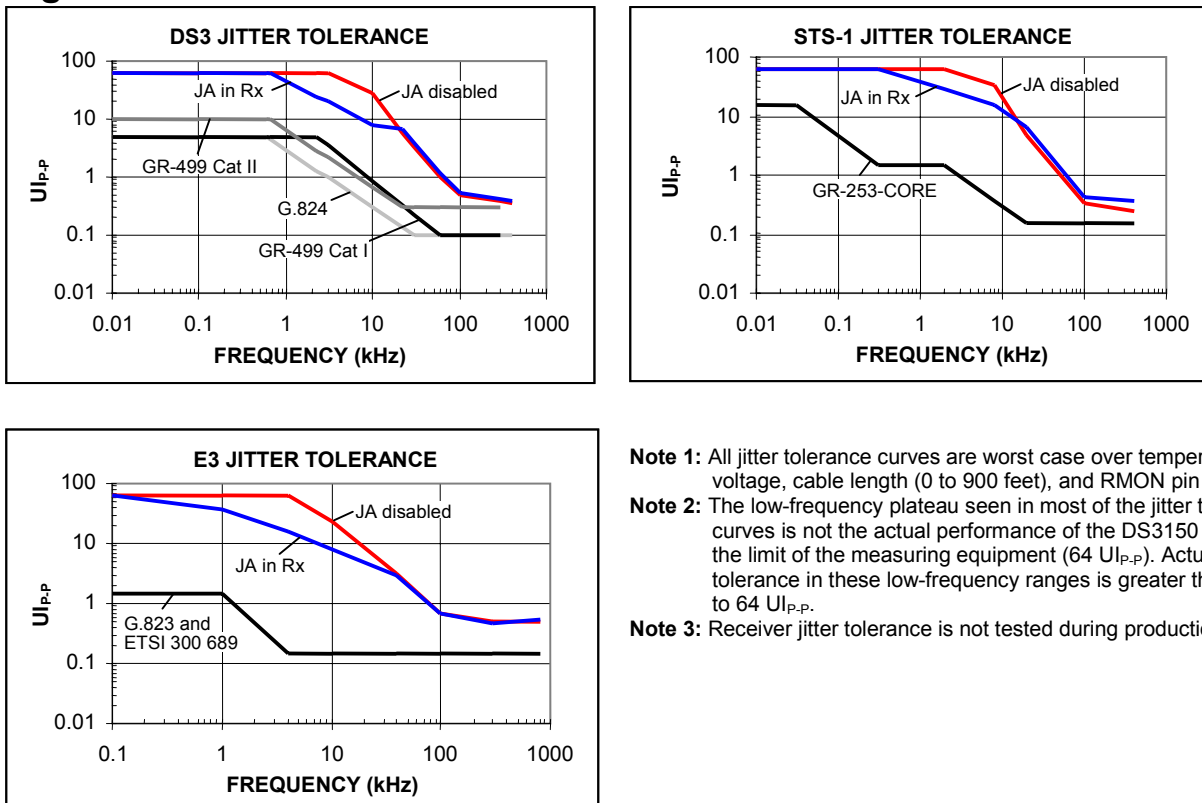 DS3 JITTER TOLERANCE
100
10
1
0.1
0.01
UIP-P
JA in Rx
JA disabled
GR-499 Cat II
G.824
GR-499 Cat I
0.01 0.1 1 10 100 1000
FREQUENCY (kHz)
STS-1 JITTER TOLERANCE
100
10
1
0.1
0.01
UIP-P
JA in Rx
JA disabled
GR-253-CORE
0.01 0.1 1 10 100 1000
FREQUENCY (kHz)
E3 JITTER TOLERANCE
100
10
1
0.1
0.01
UIP-P
JA disabled
JA in Rx
G.823 and
ETSI 300 689
0.1 1 10 100 1000
FREQUENCY (kHz)
Note 1: All jitter tolerance curves are worst case over temper
voltage, cable length (0 to 900 feet), and RMON pin
Note 2: The low-frequency plateau seen in most of the jitter t
curves is not the actual performance of the DS3150
the limit of the measuring equipment (64 UIP-P). Actu
tolerance in these low-frequency ranges is greater th
to 64 UIP-P.
Note 3: Receiver jitter tolerance is not tested during producti